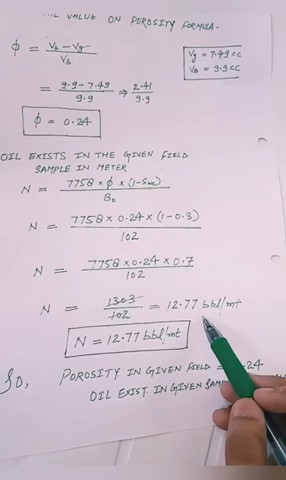 VALUE ON POROSITY FORMULA.
ϕ = (Vb - Vg) / Vb
Vg = 7.49 cc
VB = 9.9 cc
= (9.9 - 7.49) / 9.9 → 2.41 / 9.9
ϕ = 0.24
OIL EXISTS IN THE GIVEN FIELD
SAMPLE IN METER
N = (7758 × ϕ × (1-Swc)) / Bo
N = (7758 × 0.24 × (1-0.3)) / 102
N = (7758 × 0.24 × 0.7) / 102
N = 1303 / 102 = 12.77 bbl/mt
N = 12.77 bbl/mt
SO, POROSITY IN GIVEN FIELD = .24
OIL EXIST IN GIVEN